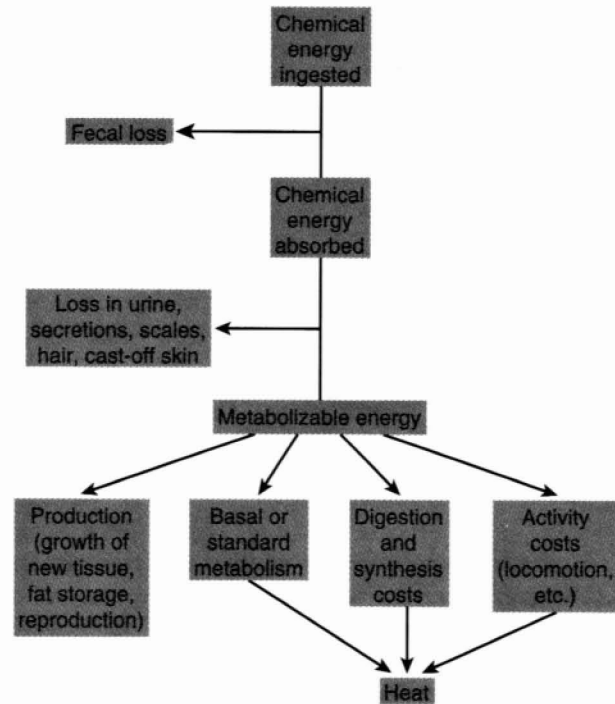 Chemical
energy
ingested
Fecal loss
Chemical
energy
absorbed
Loss in urine,
secretions, scales,
hair, cast-off skin
Metabolizable energy
Production
(growth of
new tissue,
fat storage,
reproduction)
Basal or
standard
metabolism
Digestion
and
synthesis
costs
Activity
costs
(locomotion,
etc.)
Heat